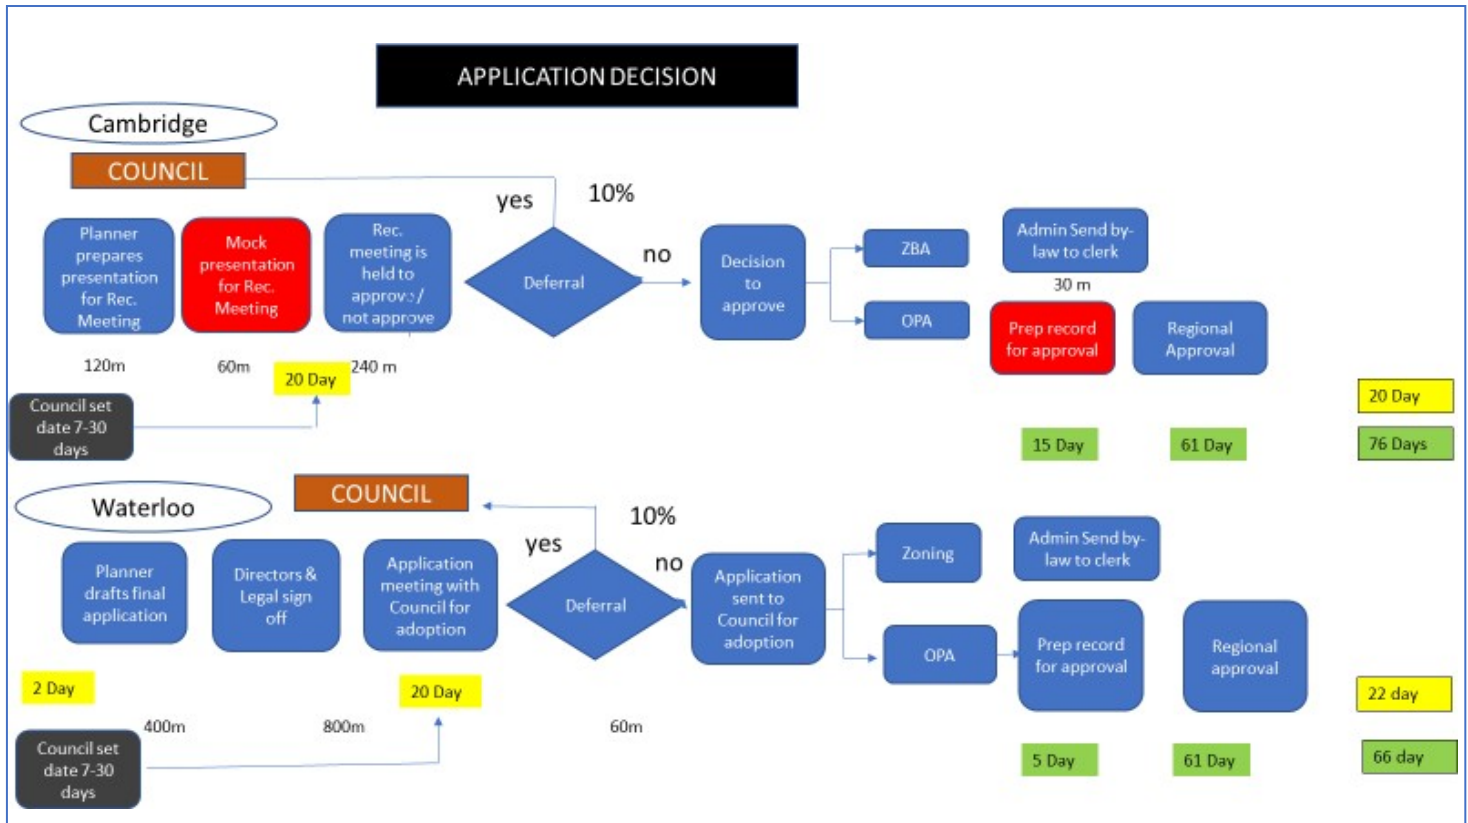 APPLICATION DECISION
Cambridge
COUNCIL
yes
10%
no
Planner
prepares
presentation
for Rec.
Meeting
Mock
presentation
for Rec.
Meeting
Rec.
meeting is
held to
approve/
not approve
Deferral
Decision
to
approve
ZBA
OPA
Admin Send by-
law to clerk
30 m
Prep record
for approval
Regional
Approval
120m
60m
20 Day
240 m
Council set
date 7-30
days
20 Day
15 Day
61 Day
76 Days
Waterloo
COUNCIL
yes
10%
no
Planner
drafts final
application
Directors &
Legal sign
off
Application
meeting with
Council for
adoption
Deferral
Application
sent to
Council for
adoption
Zoning
OPA
Admin Send by-
law to clerk
Prep record
for approval
Regional
approval
2 Day
20 Day
22 day
400m
800m
60m
Council set
date 7-30
days
5 Day
61 Day
66 day